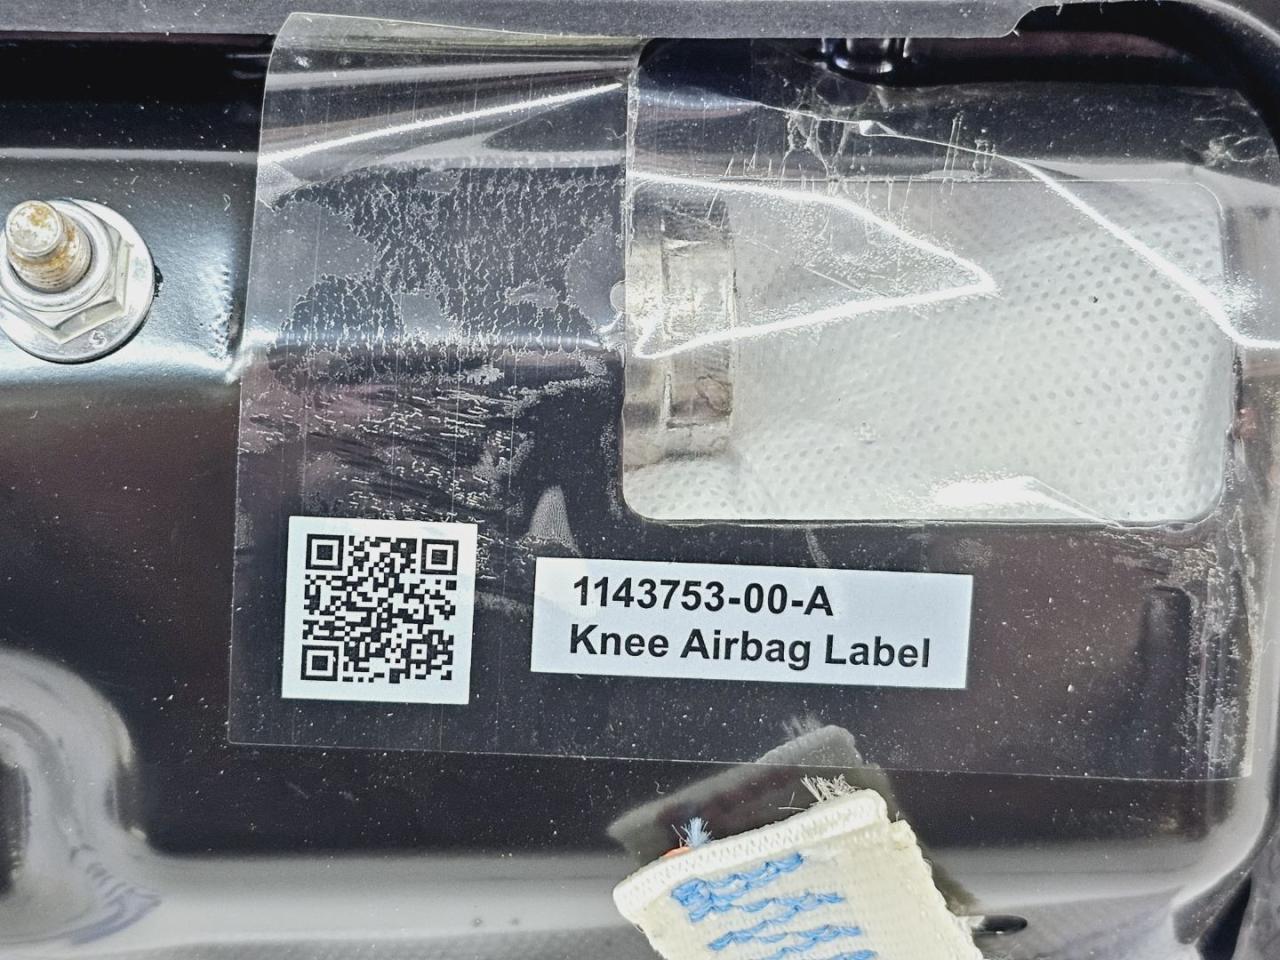 1143753-00-A
Knee Airbag Label
S